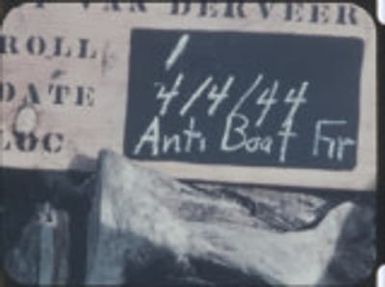 VAN DERVEER
ROLL 1
DATE 4/4/44
LOC Anti Boat Fir